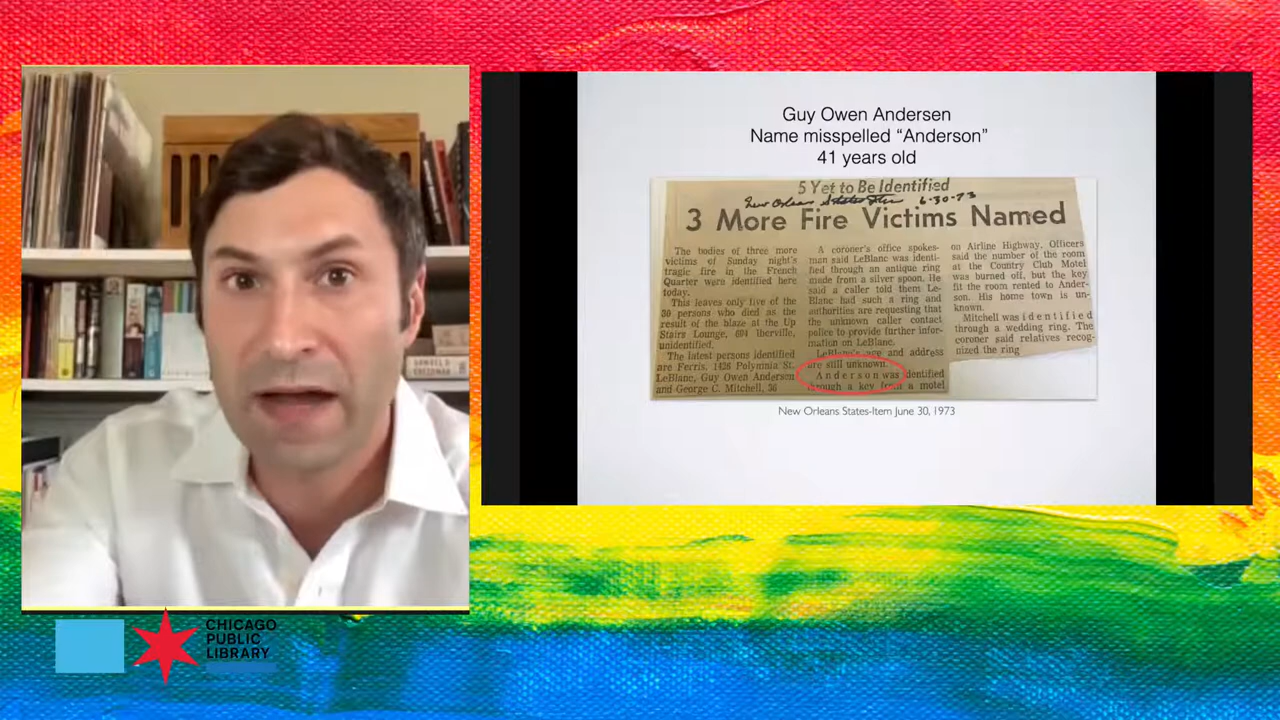 Guy Owen Andersen
Name misspelled “Anderson”
41 years old
5 Yet to Be Identified
New Orleans States-Item 6-30-73
3 More Fire Victims Named
The bodies of three more
victims of Sunday night's
tragic fire in the French
Quarter were identified here
today.
This leaves only five of the
30 persons who died as the
result of the blaze at the Up
Stairs Lounge, 604 Iberville,
unidentified.
The latest persons identified
are Ferris, 1426 Polymnia St.
LeBlanc, Guy Owen Anderson
and George C. Mitchell, 36
A coroner's office spokes-
man said LeBlanc was identi-
fied through an antique ring
made from a silver spoon. He
said a caller told them Le-
Blanc had such a ring and
authorities are requesting that
the unknown caller contact
police to provide further infor-
mation on LeBlanc.
LeBlanc's age and address
are still unknown.
Anderson was identified
through a key from a motel
on Airline Highway. Officers
said the number of the room
at the Country Club Motel
was burned off, but the key
fit the room rented to Ander-
son. His home town is un-
known.
Mitchell was identified
through a wedding ring. The
coroner said relatives recog-
nized the ring
New Orleans States-Item June 30, 1973
CHICAGO
PUBLIC
LIBRARY